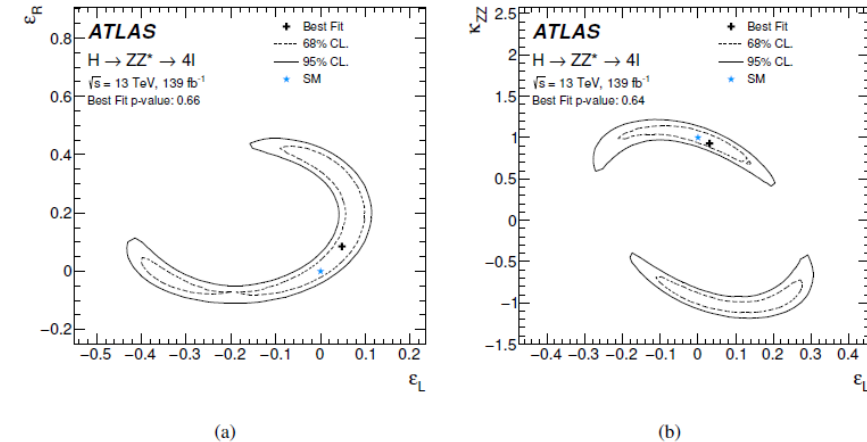 ε_R
0.8
0.6
0.4
0.2
0
−0.2
ATLAS
H → ZZ* → 4l
√s = 13 TeV, 139 fb⁻¹
Best Fit p-value: 0.66
Best Fit
68% CL.
95% CL.
SM
−0.5 −0.4 −0.3 −0.2 −0.1 0 0.1 0.2
ε_L
(a)
κ_ZZ
2.5
2
1.5
1
0.5
0
−0.5
−1
−1.5
ATLAS
H → ZZ* → 4l
√s = 13 TeV, 139 fb⁻¹
Best Fit p-value: 0.64
Best Fit
68% CL.
95% CL.
SM
−0.4 −0.3 −0.2 −0.1 0 0.1 0.2 0.3 0.4
ε_L
(b)